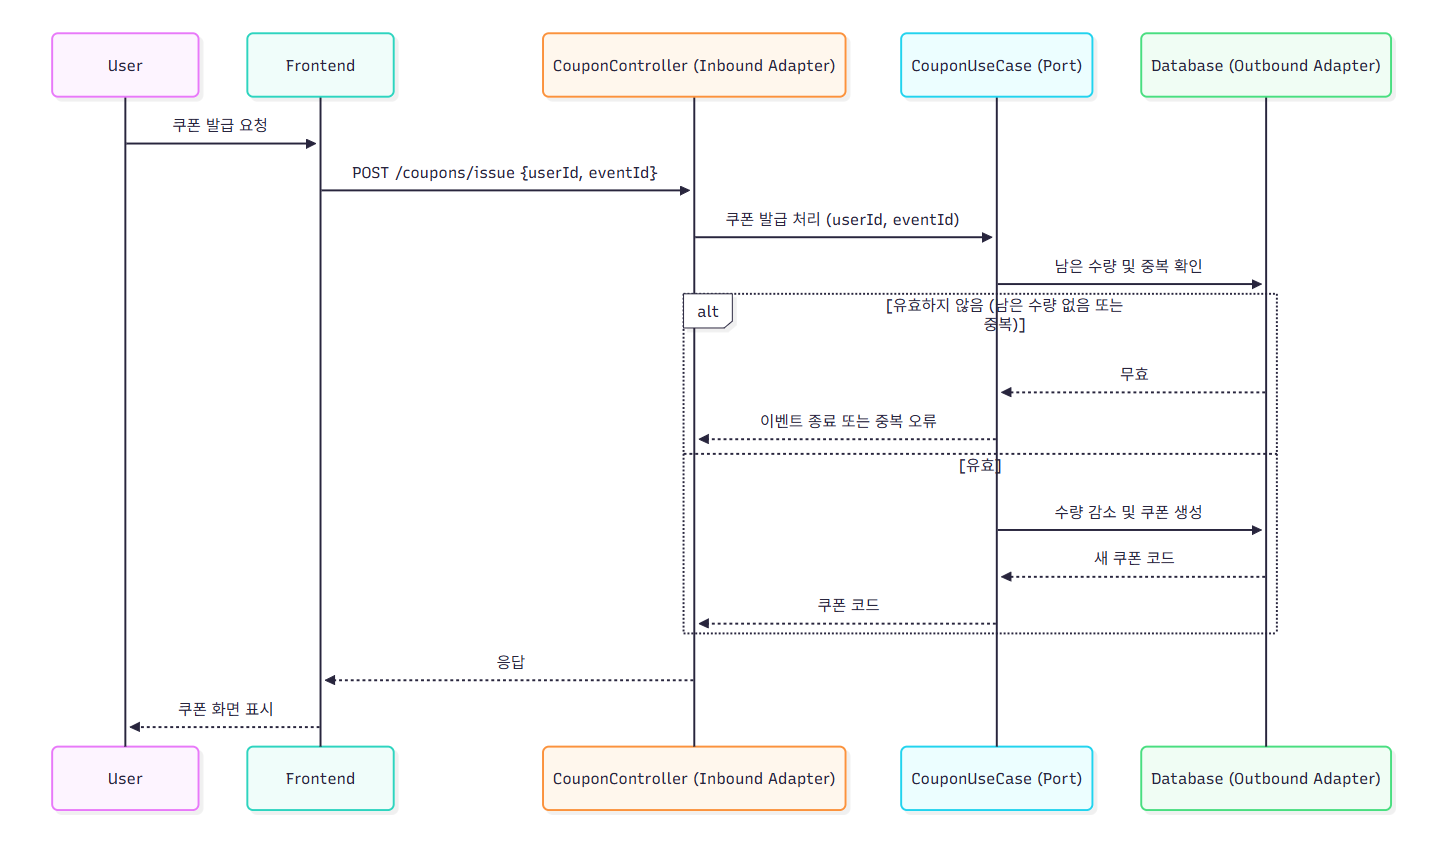 User
Frontend
CouponController (Inbound Adapter)
CouponUseCase (Port)
Database (Outbound Adapter)
쿠폰 발급 요청
POST /coupons/issue {userId, eventId}
쿠폰 발급 처리 (userId, eventId)
남은 수량 및 중복 확인
alt
[유효하지 않음 (남은 수량 없음 또는
중복)]
무효
이벤트 종료 또는 중복 오류
[유효]
수량 감소 및 쿠폰 생성
새 쿠폰 코드
쿠폰 코드
응답
쿠폰 화면 표시
User
Frontend
CouponController (Inbound Adapter)
CouponUseCase (Port)
Database (Outbound Adapter)